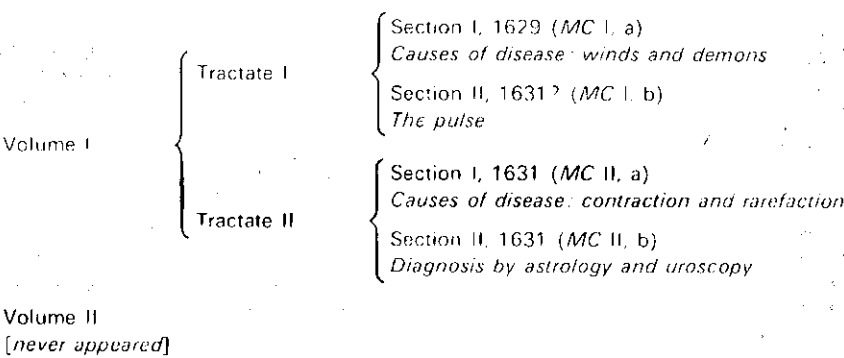 Volume I
Tractate I
Section I, 1629 (MC I, a)
Causes of disease: winds and demons
Section II, 1631? (MC I, b)
The pulse
Tractate II
Section I, 1631 (MC II, a)
Causes of disease: contraction and rarefaction
Section II, 1631 (MC II, b)
Diagnosis by astrology and uroscopy
Volume II
[never appeared]